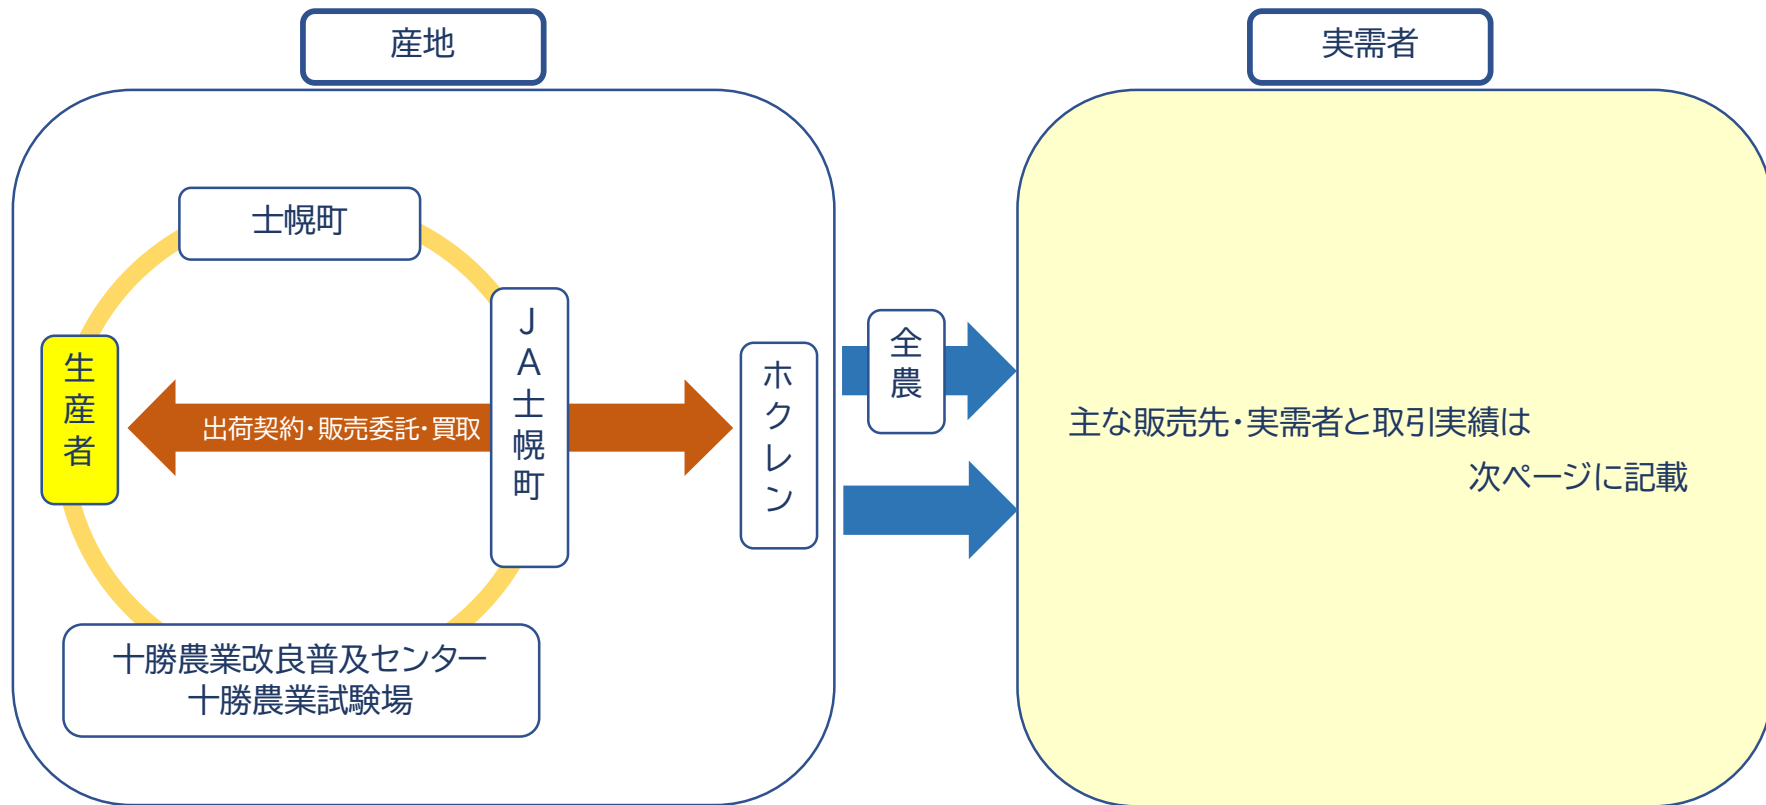 産地
実需者
士幌町
生産者
出荷契約・販売委託・買取
ＪＡ士幌町
ホクレン
全農
主な販売先・実需者と取引実績は
次ページに記載
十勝農業改良普及センター
十勝農業試験場